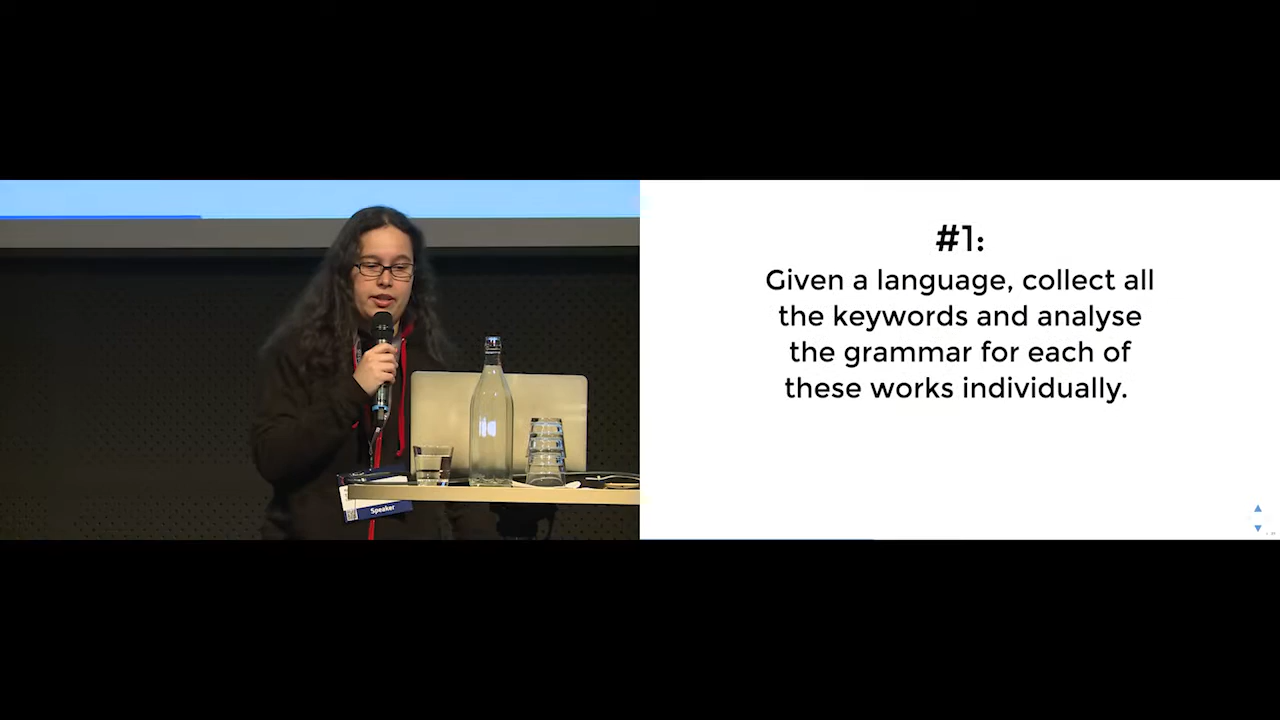 #1:
Given a language, collect all
the keywords and analyse
the grammar for each of
these works individually.
Speaker